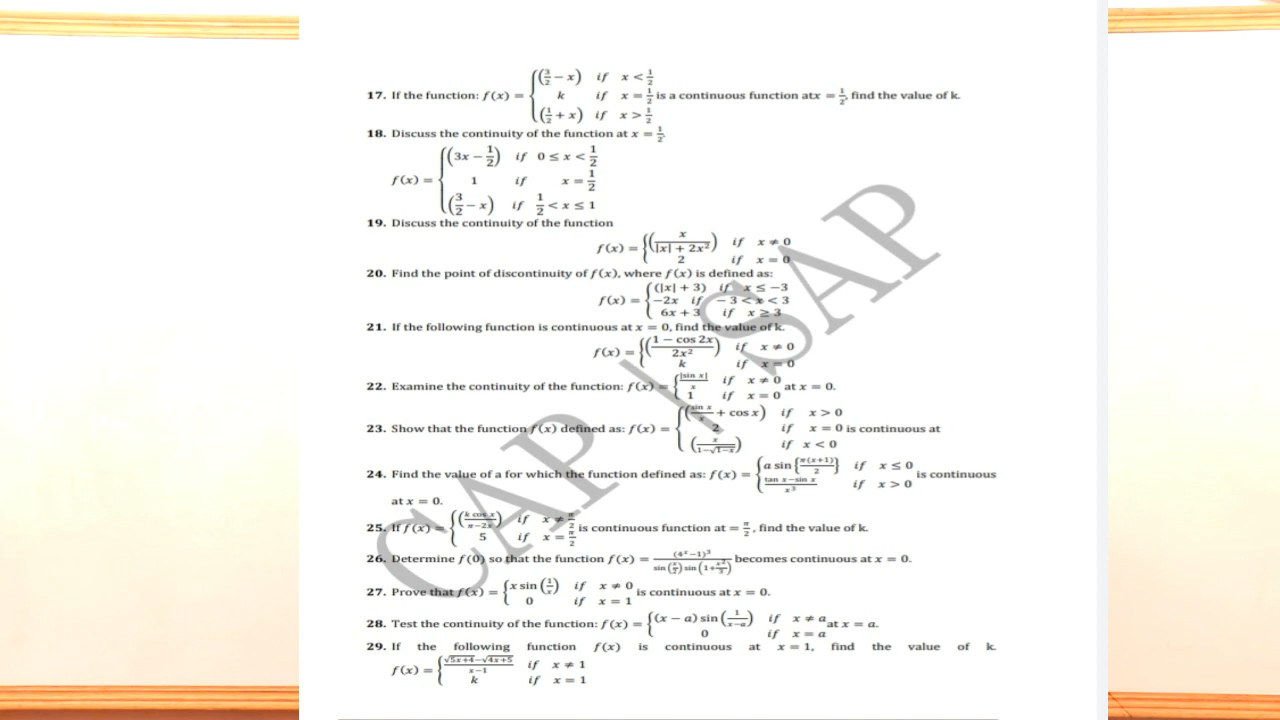 17. If the function: f(x) = { (3/2 − x) if x < 1/2
k if x = 1/2 is a continuous function atx = 1/2, find the value of k.
(1/2 + x) if x > 1/2
18. Discuss the continuity of the function at x = 1/2.
f(x) = { (3x − 1/2) if 0 ≤ x < 1/2
1 if x = 1/2
(3/2 − x) if 1/2 < x ≤ 1
19. Discuss the continuity of the function
f(x) = { (x / (|x| + 2x²)) if x ≠ 0
2 if x = 0
20. Find the point of discontinuity of f(x), where f(x) is defined as:
f(x) = { (|x| + 3) if x ≤ −3
−2x if − 3 < x < 3
6x + 3 if x ≥ 3
21. If the following function is continuous at x = 0, find the value of k.
f(x) = { ((1 − cos 2x) / 2x²) if x ≠ 0
k if x = 0
22. Examine the continuity of the function: f(x) = { |sin x| / x if x ≠ 0
1 if x = 0 at x = 0.
23. Show that the function f(x) defined as: f(x) = { (sin x / x + cos x) if x > 0
2 if x = 0 is continuous at
(x / (1−√1−x)) if x < 0
24. Find the value of a for which the function defined as: f(x) = { a sin {π(x+1) / 2} if x ≤ 0
(tan x−sin x) / x³ if x > 0 is continuous
at x = 0.
25. If f(x) = { (k cos x / (π−2x)) if x ≠ π/2
5 if x = π/2 is continuous function at = π/2, find the value of k.
26. Determine f(0) so that the function f(x) = (4ˣ−1)³ / (sin (x/) sin (1+x²/3)) becomes continuous at x = 0.
27. Prove that f(x) = { x sin (1/x) if x ≠ 0
0 if x = 1 is continuous at x = 0.
28. Test the continuity of the function: f(x) = { (x − a) sin (1/(x−a)) if x ≠ a
0 if x = a at x = a.
29. If the following function f(x) is continuous at x = 1, find the value of k.
f(x) = { (√5x+4−√4x+5) / (x−1) if x ≠ 1
k if x = 1
CAP | SAP